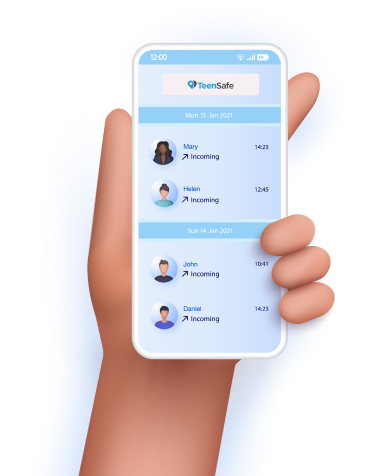 12:00
TeenSafe
Mon 15 Jan 2021
Mary 14:23
Incoming
Helen 12:45
Incoming
Sun 14 Jan 2021
John 10:41
Incoming
Daniel 14:23
Incoming